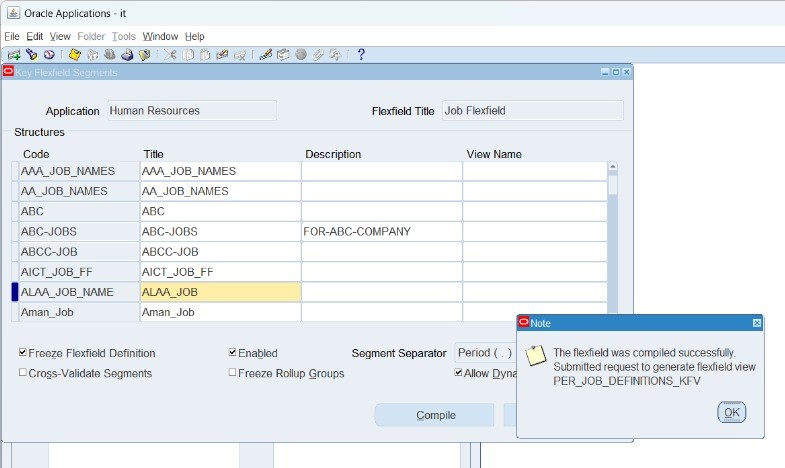 Oracle Applications - it
File Edit View Folder Tools Window Help
Key Flexfield Segments
Application Human Resources Flexfield Title Job Flexfield
Structures
Code Title Description View Name
AAA_JOB_NAMES AAA_JOB_NAMES
AA_JOB_NAMES AA_JOB_NAMES
ABC ABC
ABC-JOBS ABC-JOBS FOR-ABC-COMPANY
ABCC-JOB ABCC-JOB
AICT_JOB_FF AICT_JOB_FF
ALAA_JOB_NAME ALAA_JOB
Aman_Job Aman_Job
Freeze Flexfield Definition Enabled Segment Separator Period ( . )
Cross-Validate Segments Freeze Rollup Groups Allow Dyna
Compile
Note
The flexfield was compiled successfully.
Submitted request to generate flexfield view
PER_JOB_DEFINITIONS_KFV
OK